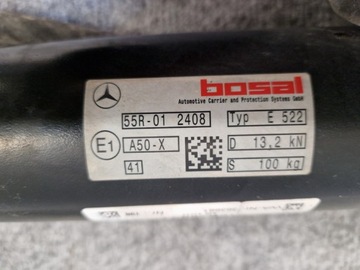 bosal
Automotive Carrier and Protection Systems GmbH
55R-01 2408 Typ E 522
E1 A50-X D 13,2 kN
41 S 100 kg